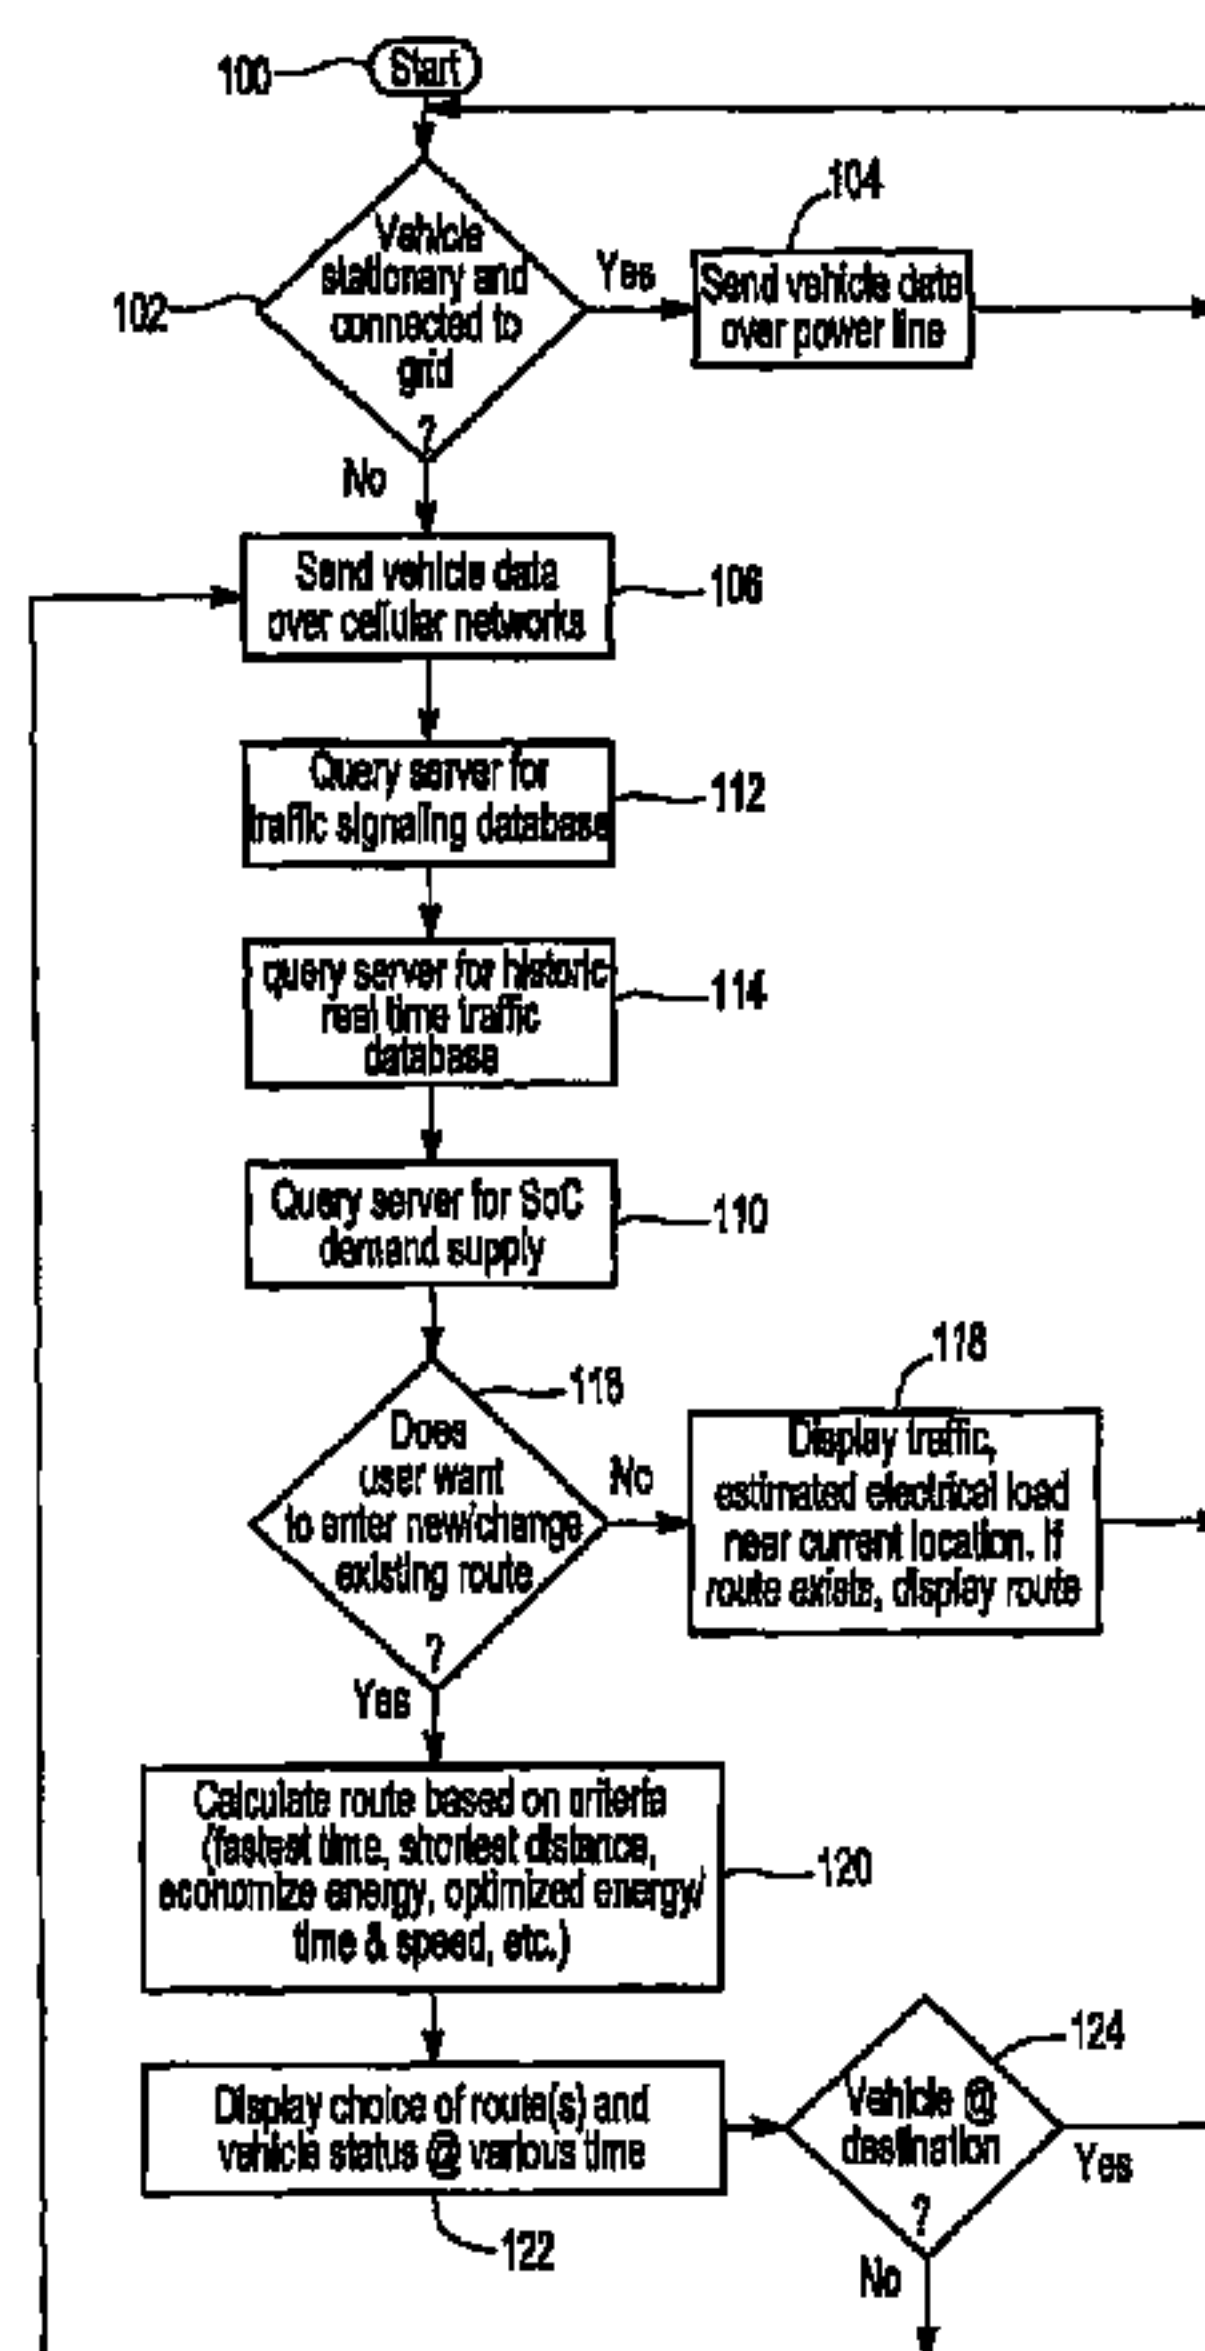 100
Start
104
Vehicle
stationary and
connected to
grid
?
102
Yes
Send vehicle data
over power line
No
Send vehicle data
over cellular networks
106
Query server for
traffic signaling database
112
query server for historic
real time traffic
database
114
Query server for SoC
demand supply
110
118
116
Does
user want
to enter new/change
existing route
?
No
Display traffic,
estimated electrical load
near current location. If
route exists, display route
Yes
Calculate route based on criteria
(fastest time, shortest distance,
economize energy, optimized energy/
time & speed, etc.)
120
124
Display choice of route(s) and
vehicle status @ various time
122
Vehicle @
destination
?
Yes
No